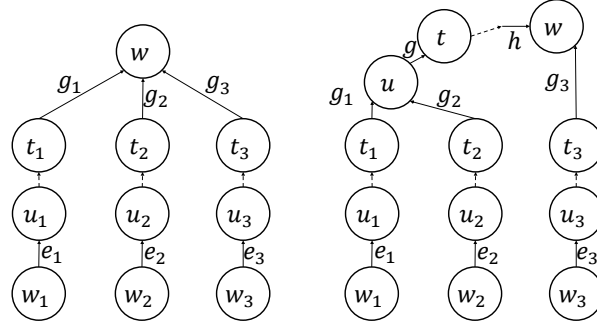 w
g₁ g₂ g₃
t₁ t₂ t₃
u₁ u₂ u₃
e₁ e₂ e₃
w₁ w₂ w₃
t w
g h
u
g₁ g₂ g₃
t₁ t₂ t₃
u₁ u₂ u₃
e₁ e₂ e₃
w₁ w₂ w₃